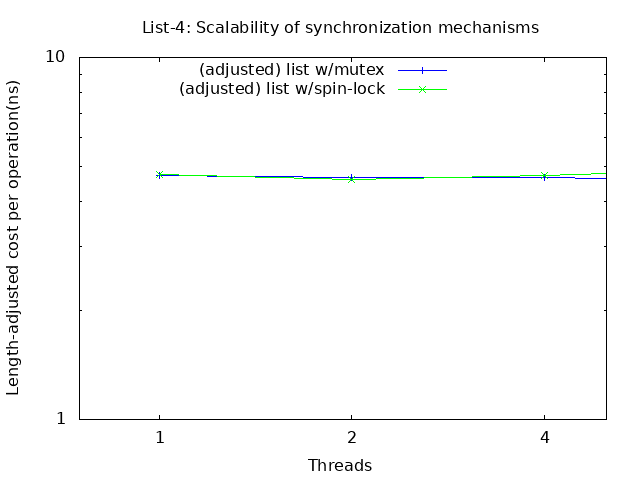 List-4: Scalability of synchronization mechanisms
10
(adjusted) list w/mutex
(adjusted) list w/spin-lock
Length-adjusted cost per operation(ns)
1
1 2 4
Threads